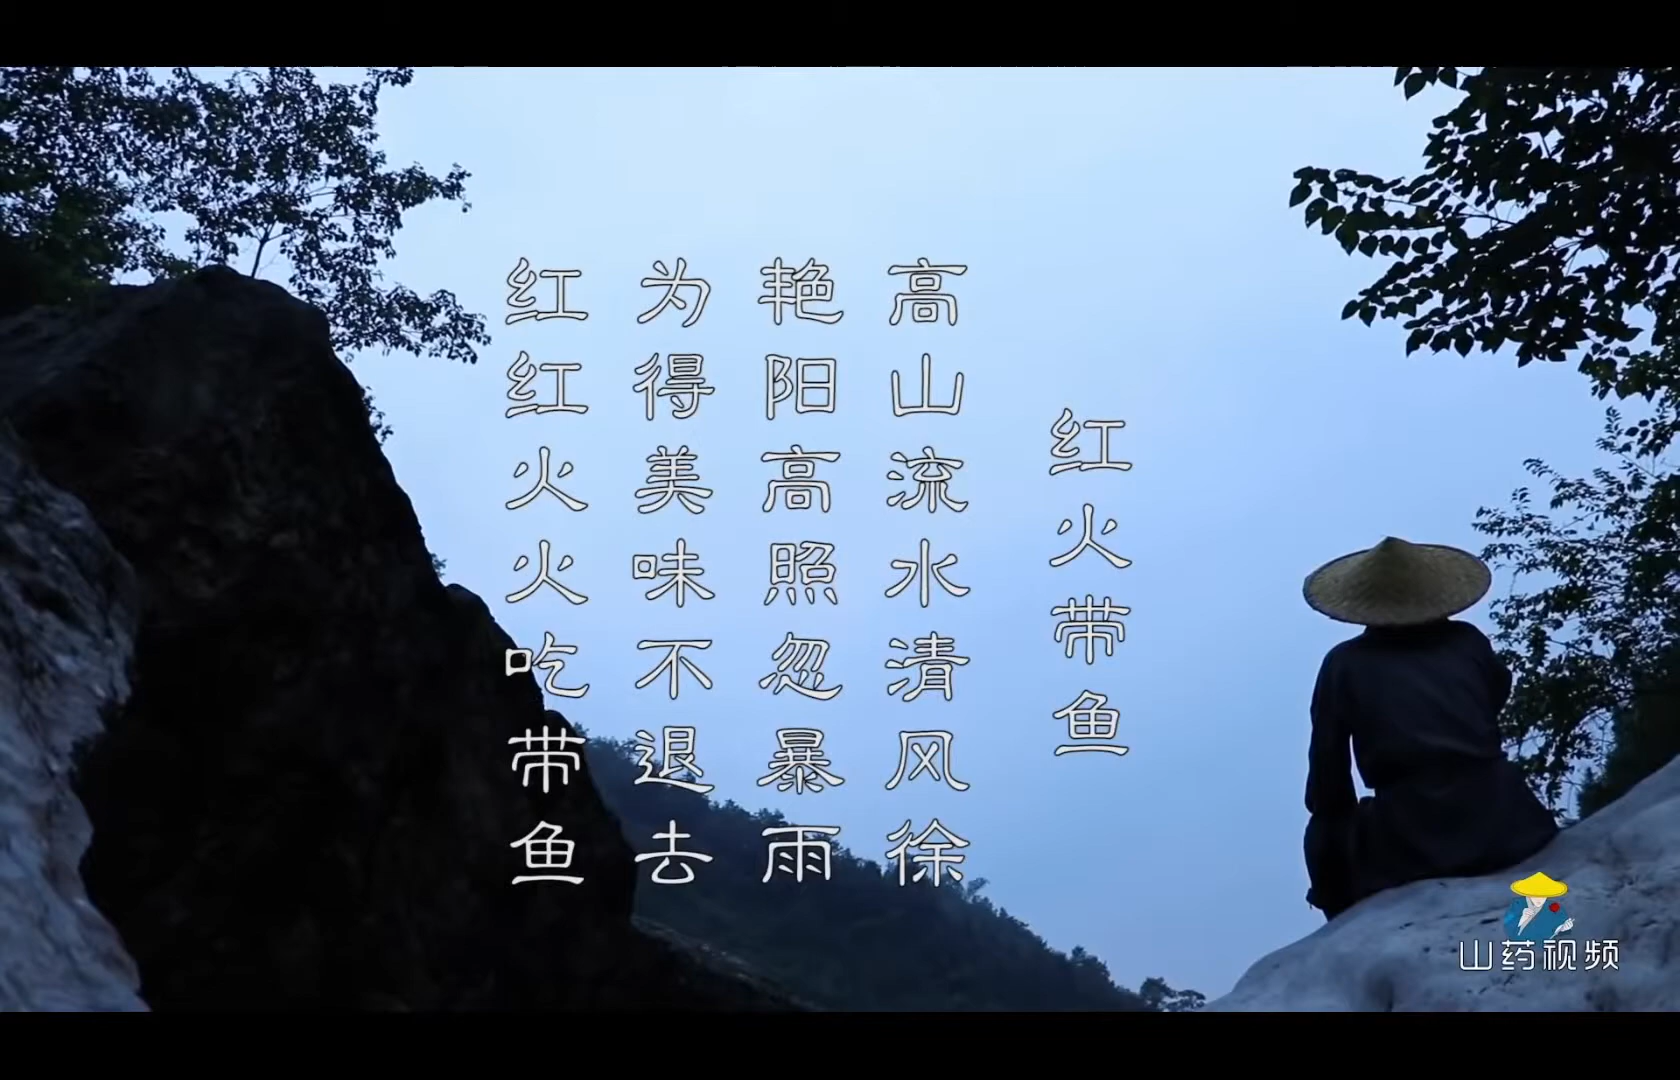 红火带鱼
高山流水清风徐
艳阳高照忽暴雨
为得美味不退去
红红火火吃带鱼
山药视频